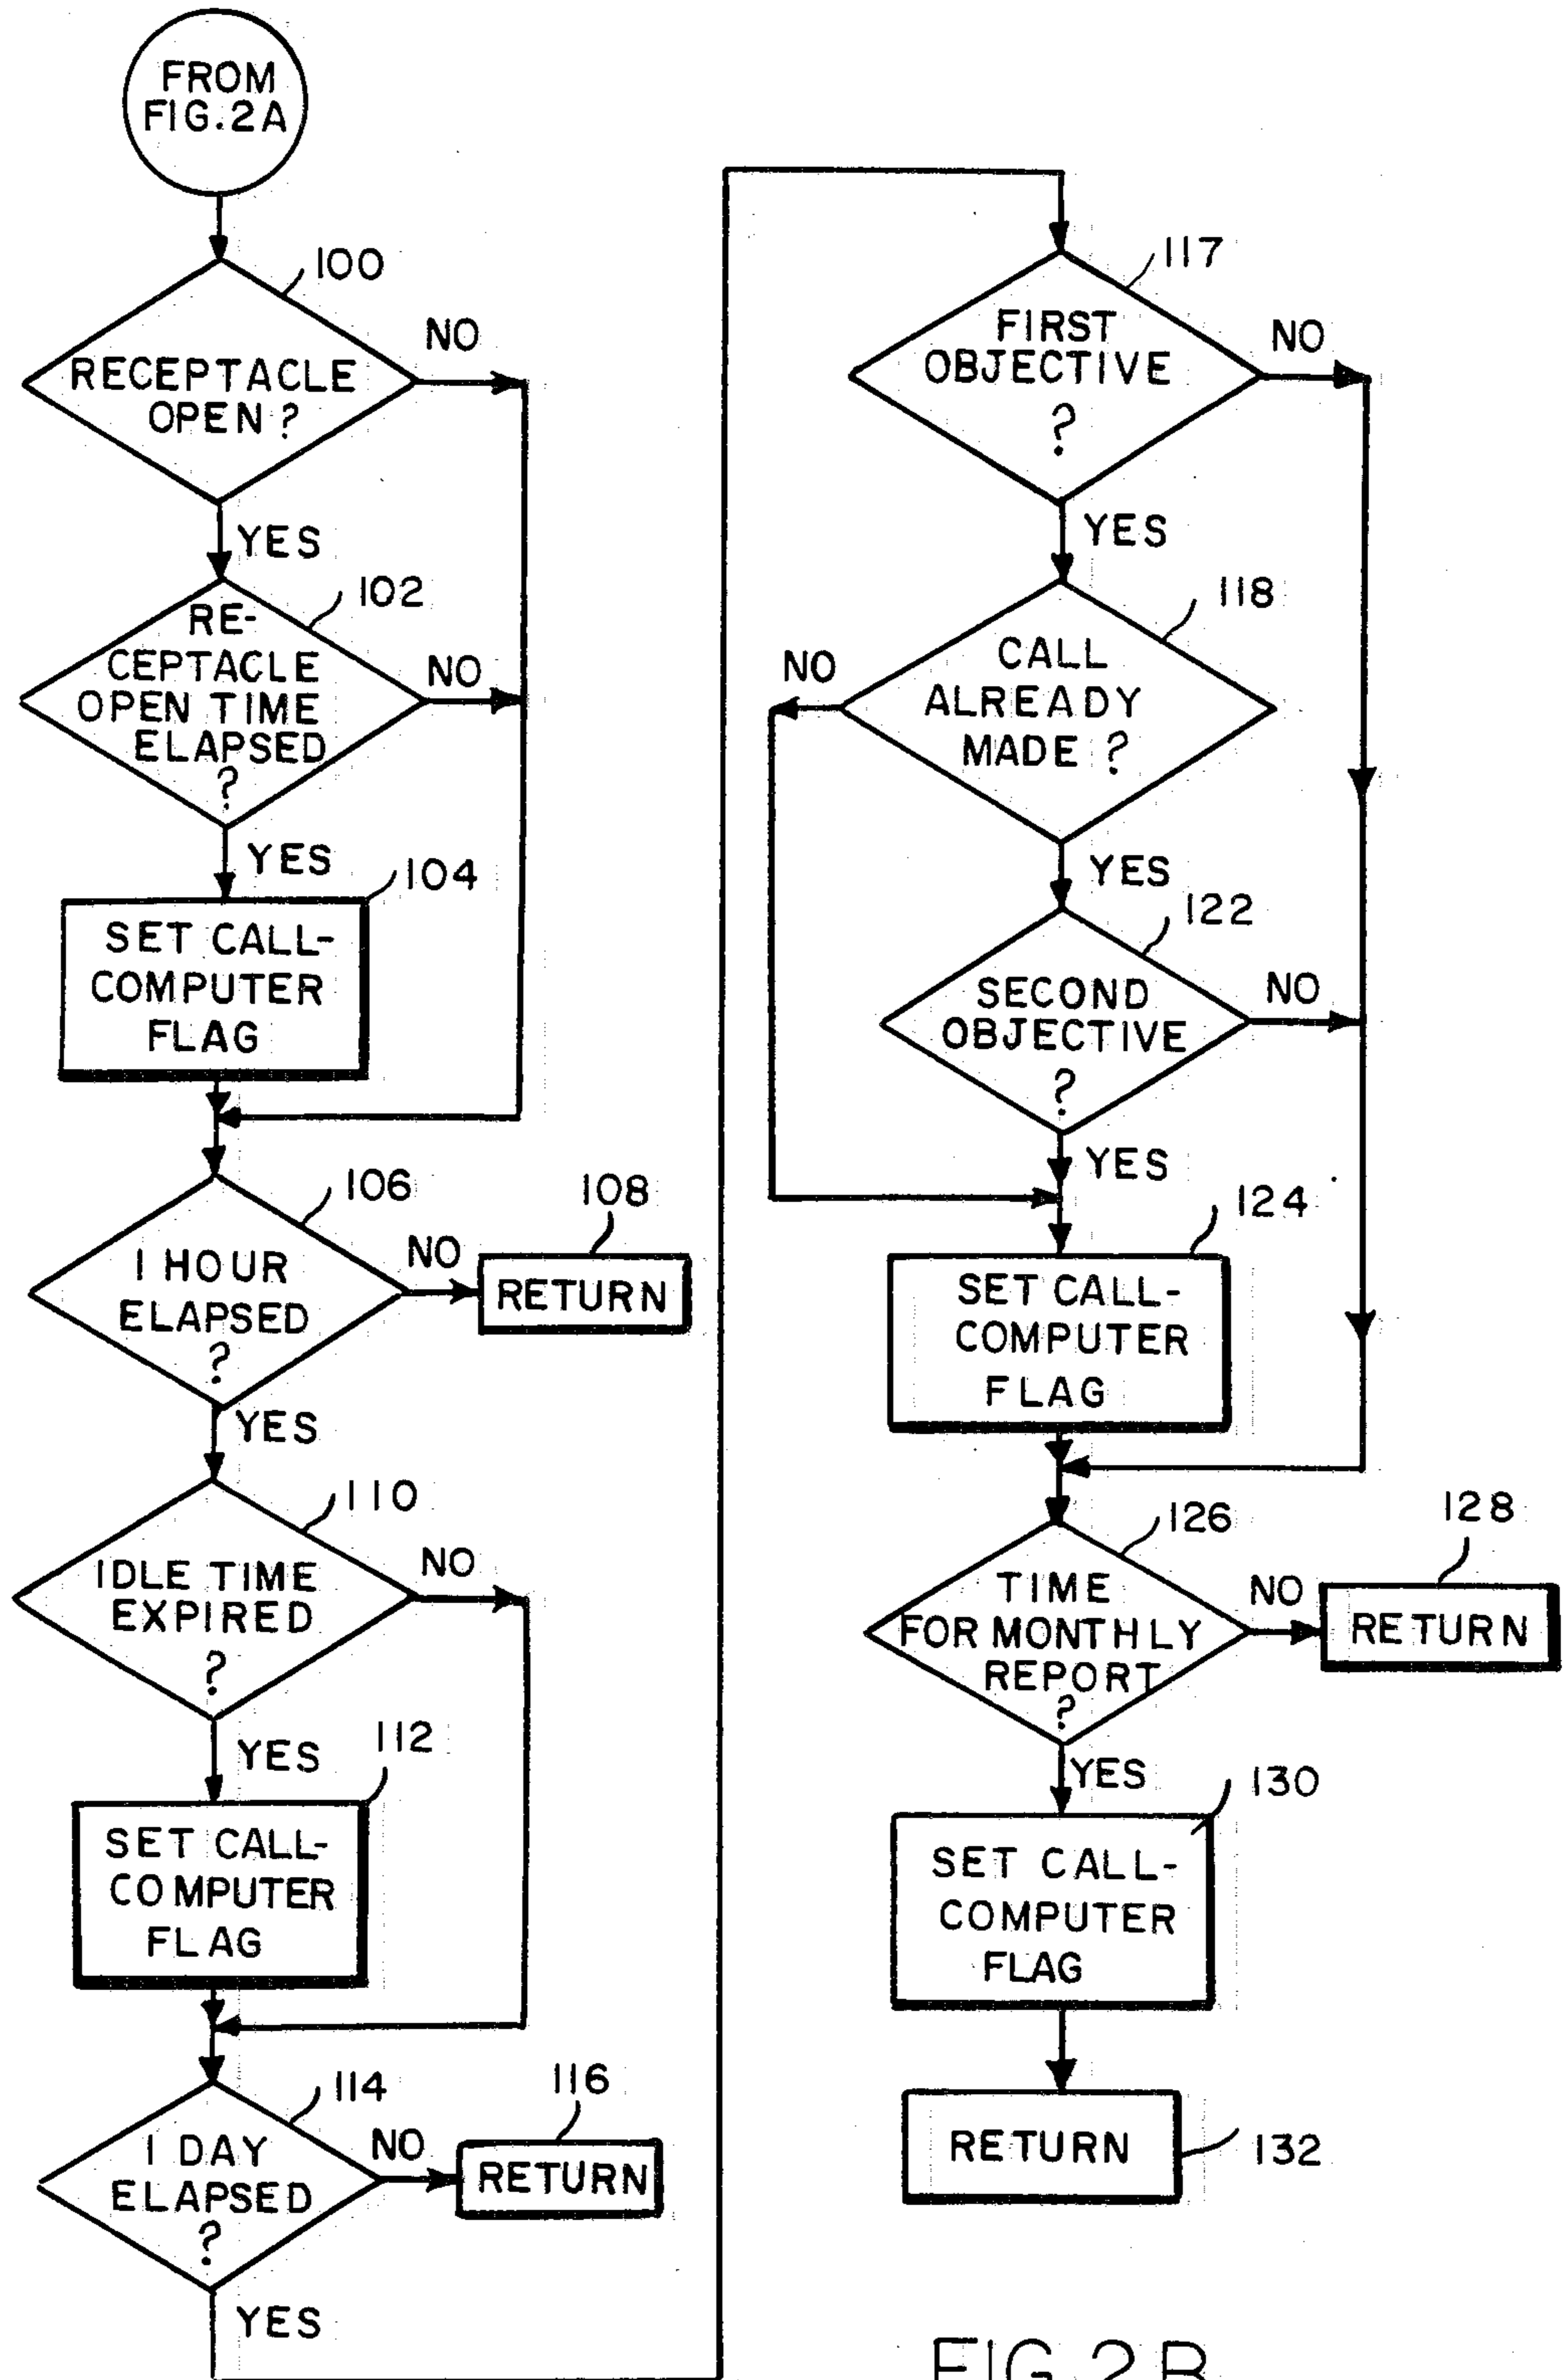 FROM
FIG.2A
100
RECEPTACLE
OPEN?
NO
YES
102
RE-
CEPTACLE
OPEN TIME
ELAPSED
?
NO
YES
104
SET CALL-
COMPUTER
FLAG
106
1 HOUR
ELAPSED
?
NO
108
RETURN
YES
110
IDLE TIME
EXPIRED
?
NO
YES
112
SET CALL-
COMPUTER
FLAG
114
1 DAY
ELAPSED
?
NO
116
RETURN
YES
117
FIRST
OBJECTIVE
?
NO
YES
118
CALL
ALREADY
MADE ?
NO
YES
122
SECOND
OBJECTIVE
?
NO
YES
124
SET CALL-
COMPUTER
FLAG
126
TIME
FOR MONTHLY
REPORT
?
NO
128
RETURN
YES
130
SET CALL-
COMPUTER
FLAG
RETURN
132
FIG. 2B